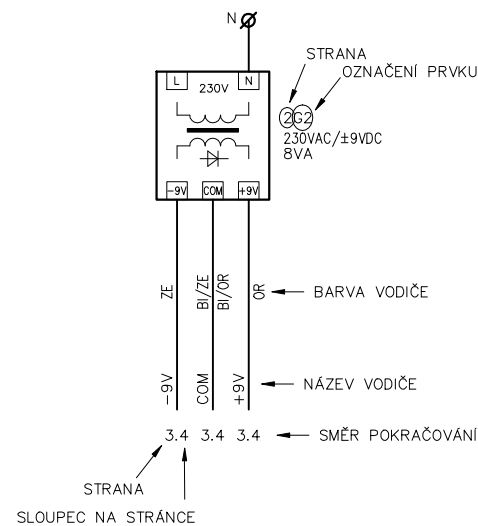 N
STRANA
OZNAČENÍ PRVKU
L 230V N
2G2
230VAC/±9VDC
8VA
-9V COM +9V
ZE BI/ZE BI/OR OR
BARVA VODIČE
-9V COM +9V
NÁZEV VODIČE
3.4 3.4 3.4 SMĚR POKRAČOVÁNÍ
STRANA
SLOUPEC NA STRÁNCE